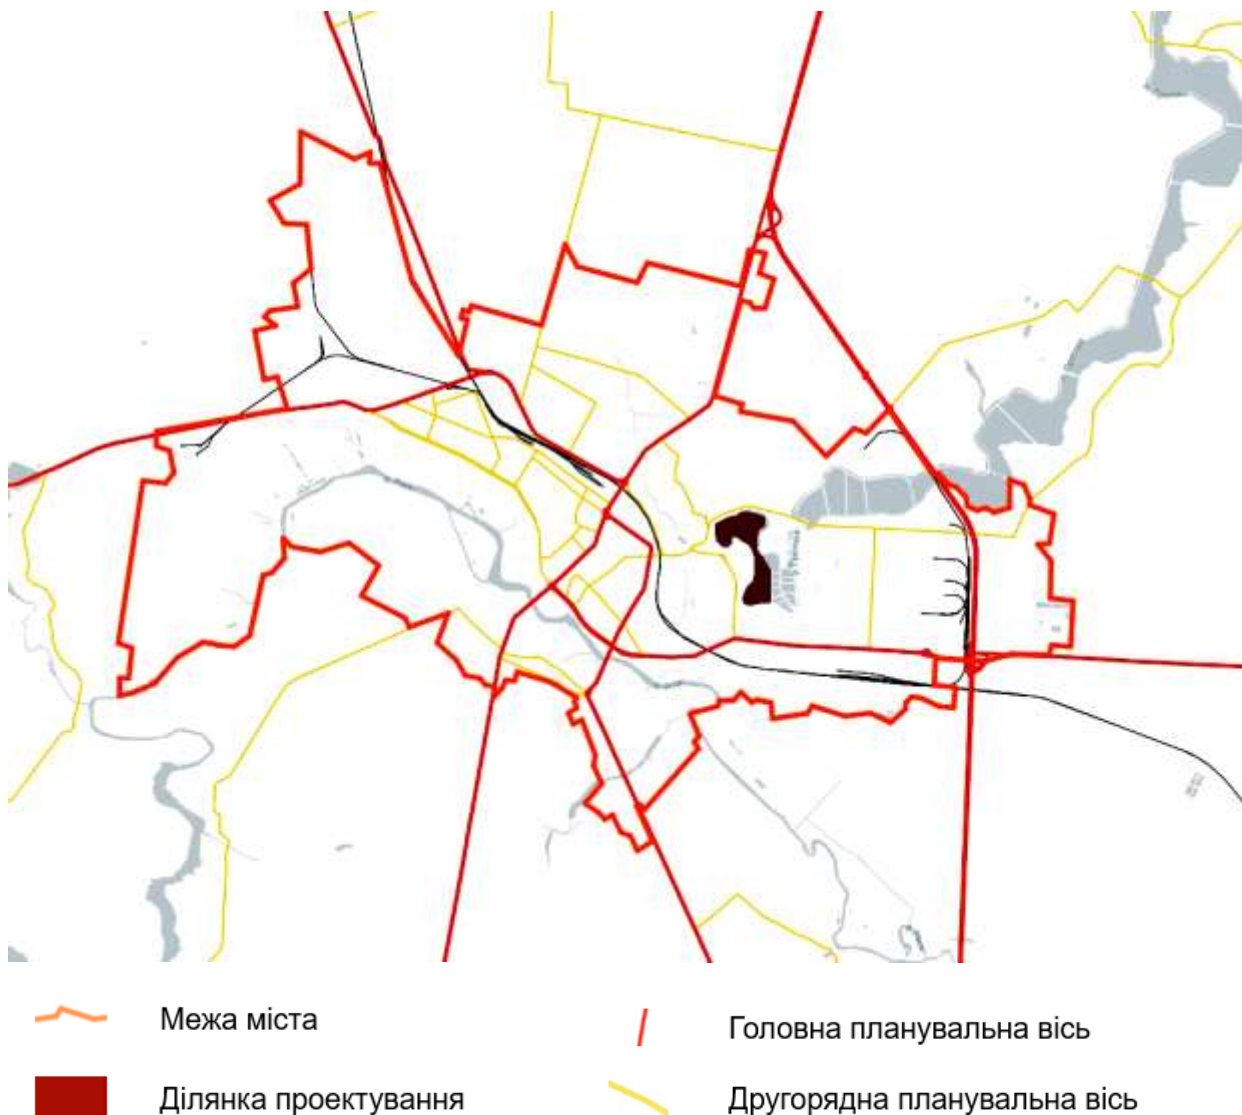 Межа міста
Головна планувальна вісь
Ділянка проектування
Другорядна планувальна вісь